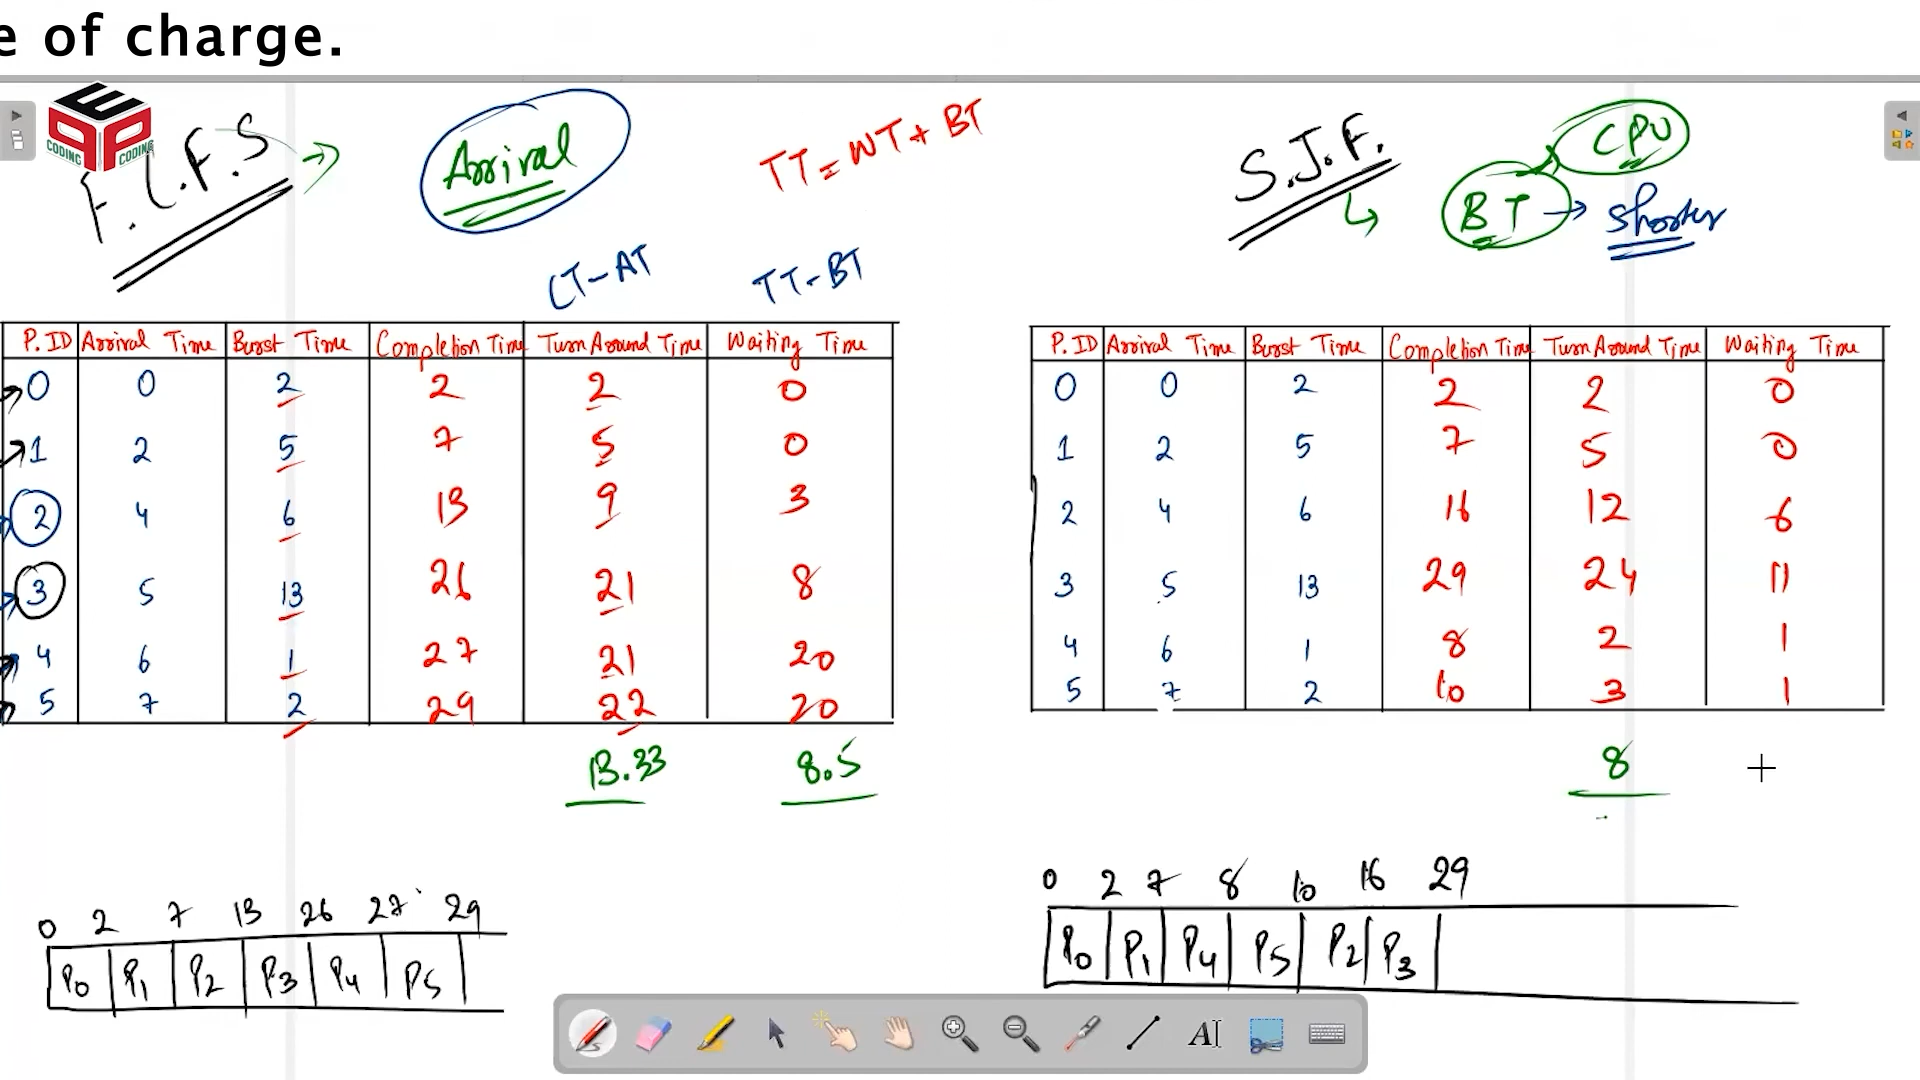 e of charge.
CODING CODING
F.C.F.S → Arrival
TT = WT + BT
CT - AT TT - BT
P.ID Arrival Time Burst Time Completion Time Turn Around Time Waiting Time
0 0 2 2 2 0
1 2 5 7 5 0
2 4 6 13 9 3
3 5 13 26 21 8
4 6 1 27 21 20
5 7 2 29 22 20
13.33 8.5
0 2 7 13 26 27 29
P0 P1 P2 P3 P4 P5
S.J.F.
CPU
BT → Shorter
P.ID Arrival Time Burst Time Completion Time Turn Around Time Waiting Time
0 0 2 2 2 0
1 2 5 7 5 0
2 4 6 16 12 6
3 5 13 29 24 11
4 6 1 8 2 1
5 7 2 10 3 1
8
0 2 7 8 10 16 29
P0 P1 P4 P5 P2 P3